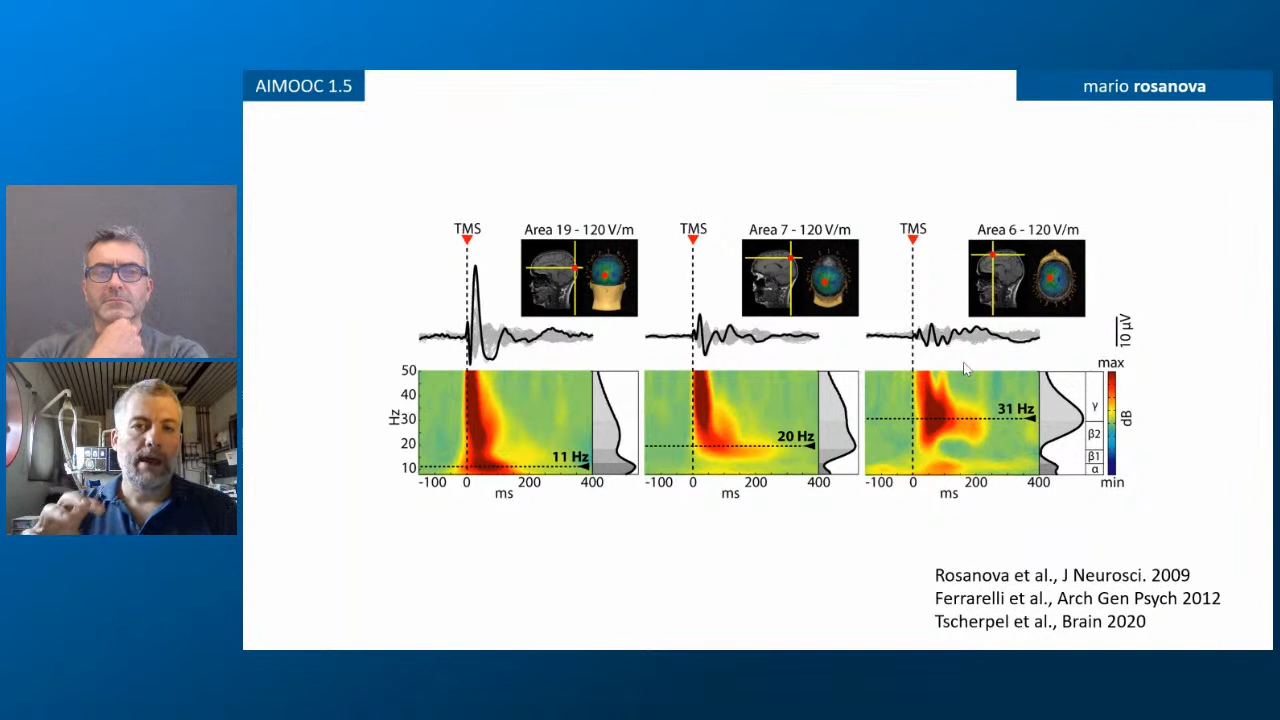 AIMOOC 1.5
mario rosanova
TMS
Area 19 - 120 V/m
TMS
Area 7 - 120 V/m
TMS
Area 6 - 120 V/m
10 µV
Hz
50
40
30
20
10
11 Hz
20 Hz
31 Hz
γ
β2
β1
α
max
dB
min
-100 0 200 400
ms
-100 0 200 400
ms
-100 0 200 400
ms
Rosanova et al., J Neurosci. 2009
Ferrarelli et al., Arch Gen Psych 2012
Tscherpel et al., Brain 2020